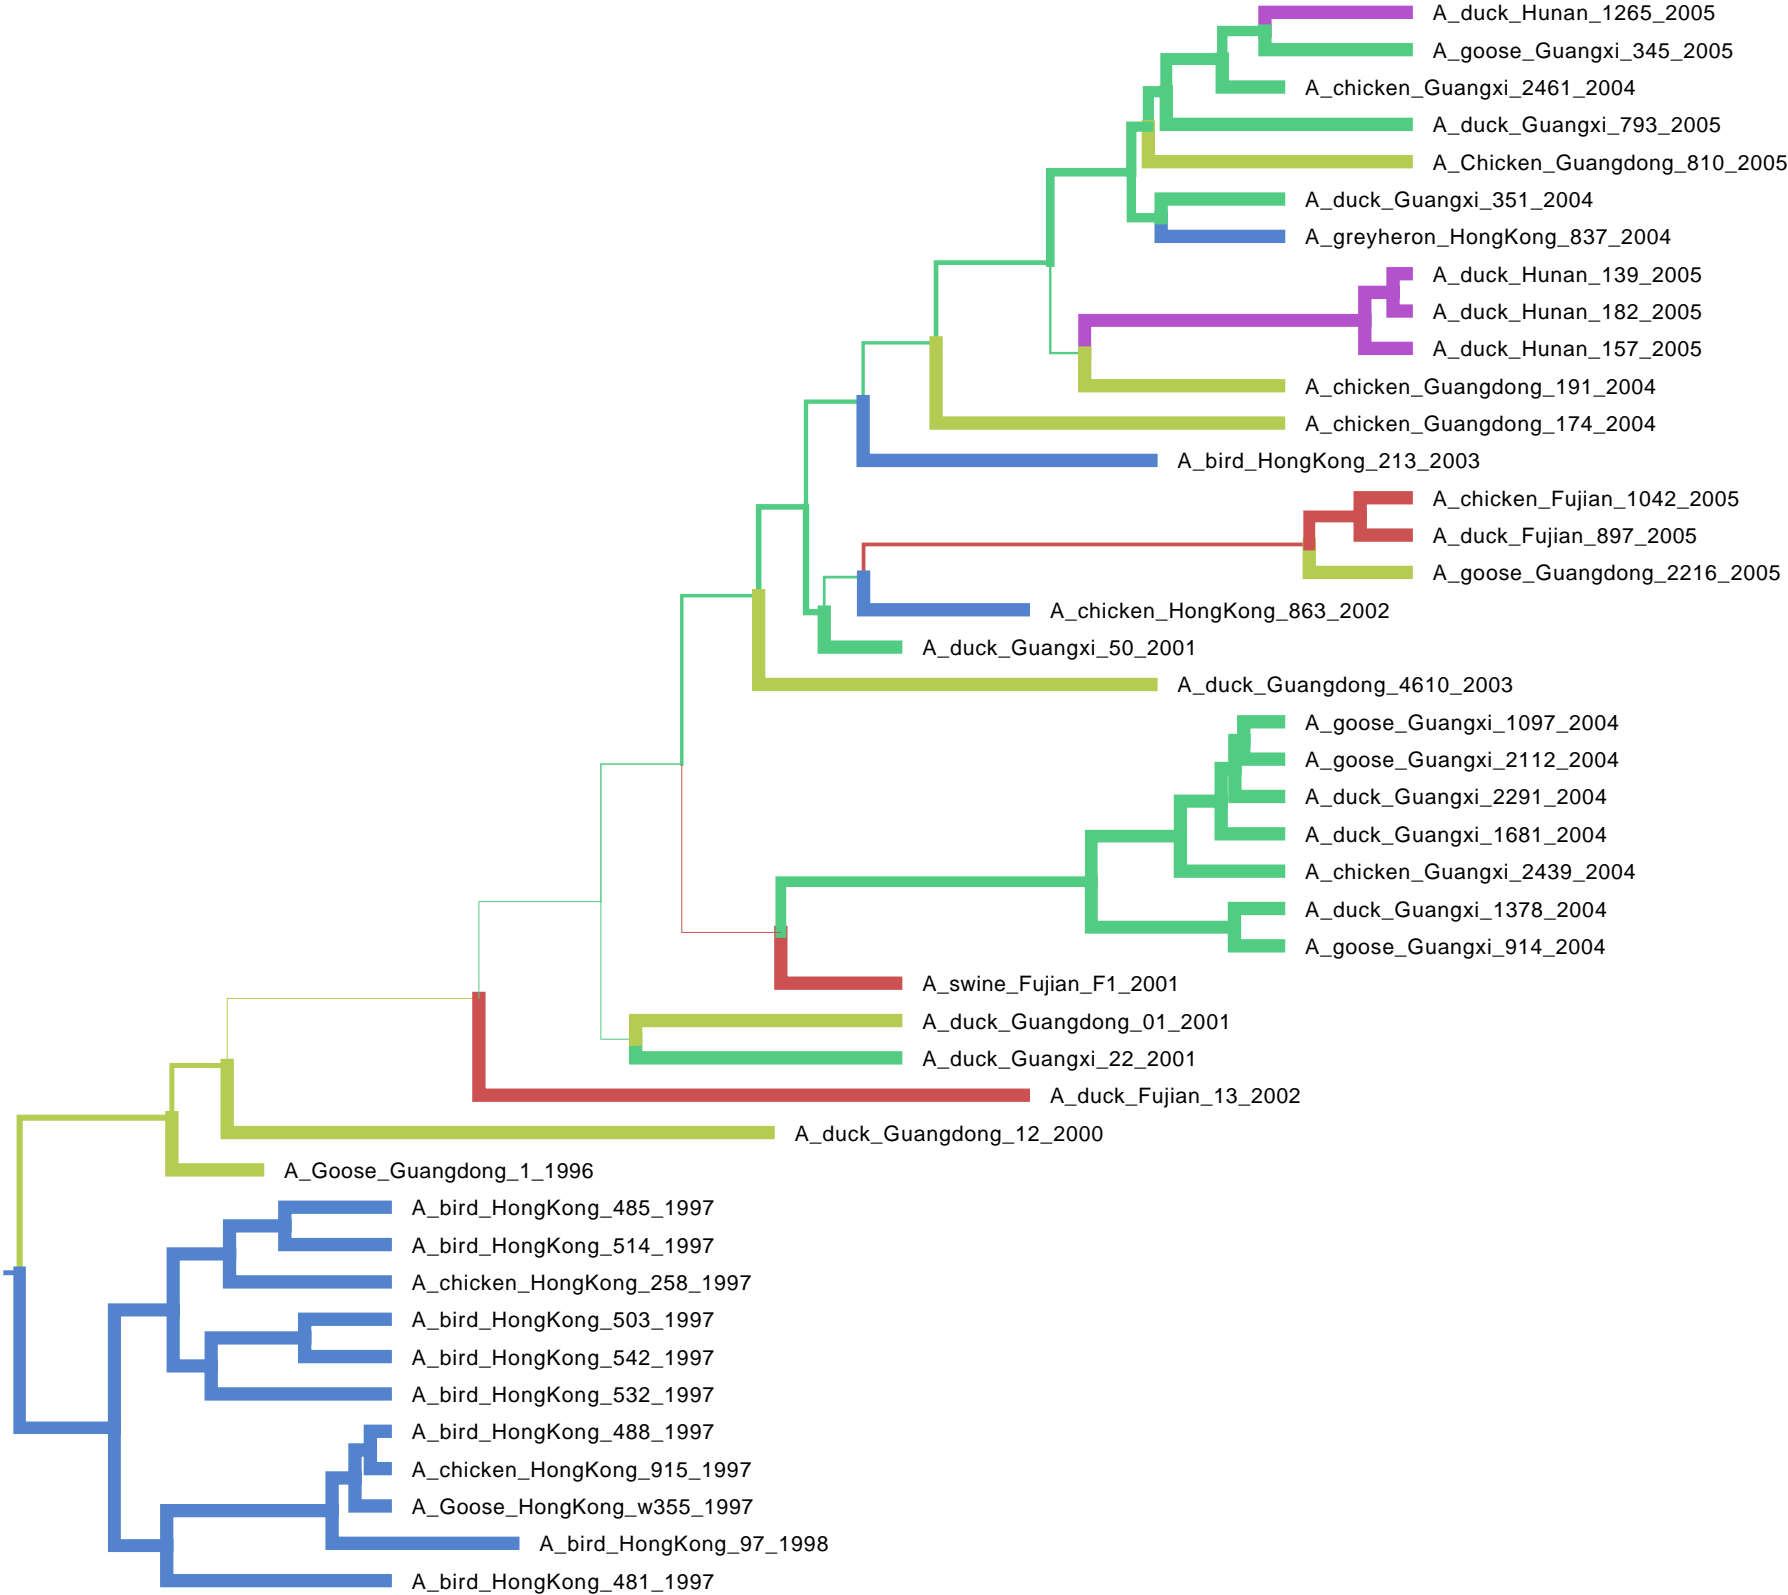 A_duck_Hunan_1265_2005
A_goose_Guangxi_345_2005
A_chicken_Guangxi_2461_2004
A_duck_Guangxi_793_2005
A_Chicken_Guangdong_810_2005
A_duck_Guangxi_351_2004
A_greyheron_HongKong_837_2004
A_duck_Hunan_139_2005
A_duck_Hunan_182_2005
A_duck_Hunan_157_2005
A_chicken_Guangdong_191_2004
A_chicken_Guangdong_174_2004
A_bird_HongKong_213_2003
A_chicken_Fujian_1042_2005
A_duck_Fujian_897_2005
A_goose_Guangdong_2216_2005
A_chicken_HongKong_863_2002
A_duck_Guangxi_50_2001
A_duck_Guangdong_4610_2003
A_goose_Guangxi_1097_2004
A_goose_Guangxi_2112_2004
A_duck_Guangxi_2291_2004
A_duck_Guangxi_1681_2004
A_chicken_Guangxi_2439_2004
A_duck_Guangxi_1378_2004
A_goose_Guangxi_914_2004
A_swine_Fujian_F1_2001
A_duck_Guangdong_01_2001
A_duck_Guangxi_22_2001
A_duck_Fujian_13_2002
A_duck_Guangdong_12_2000
A_Goose_Guangdong_1_1996
A_bird_HongKong_485_1997
A_bird_HongKong_514_1997
A_chicken_HongKong_258_1997
A_bird_HongKong_503_1997
A_bird_HongKong_542_1997
A_bird_HongKong_532_1997
A_bird_HongKong_488_1997
A_chicken_HongKong_915_1997
A_Goose_HongKong_w355_1997
A_bird_HongKong_97_1998
A_bird_HongKong_481_1997